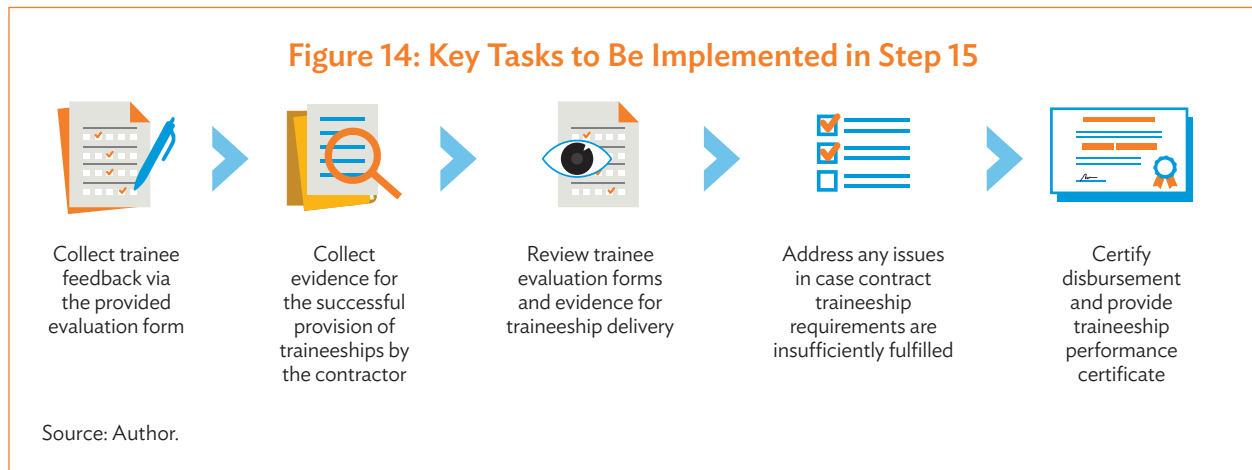 Figure 14: Key Tasks to Be Implemented in Step 15
Collect trainee
feedback via
the provided
evaluation form
Collect
evidence for
the successful
provision of
traineeships by
the contractor
Review trainee
evaluation forms
and evidence for
traineeship delivery
Address any issues
in case contract
traineeship
requirements are
insufficiently fulfilled
Certify
disbursement
and provide
traineeship
performance
certificate
Source: Author.